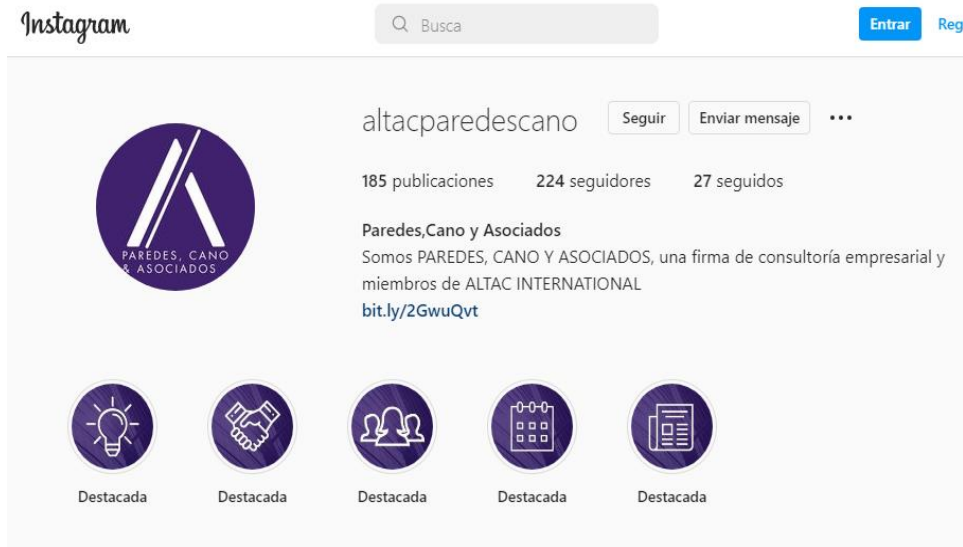 Instagram
Busca
Entrar
Reg
altacparedescano
Seguir
Enviar mensaje
185 publicaciones
224 seguidores
27 seguidos
PAREDES, CANO
& ASOCIADOS
Paredes,Cano y Asociados
Somos PAREDES, CANO Y ASOCIADOS, una firma de consultoría empresarial y
miembros de ALTAC INTERNATIONAL
bit.ly/2GwuQvt
Destacada
Destacada
Destacada
Destacada
Destacada